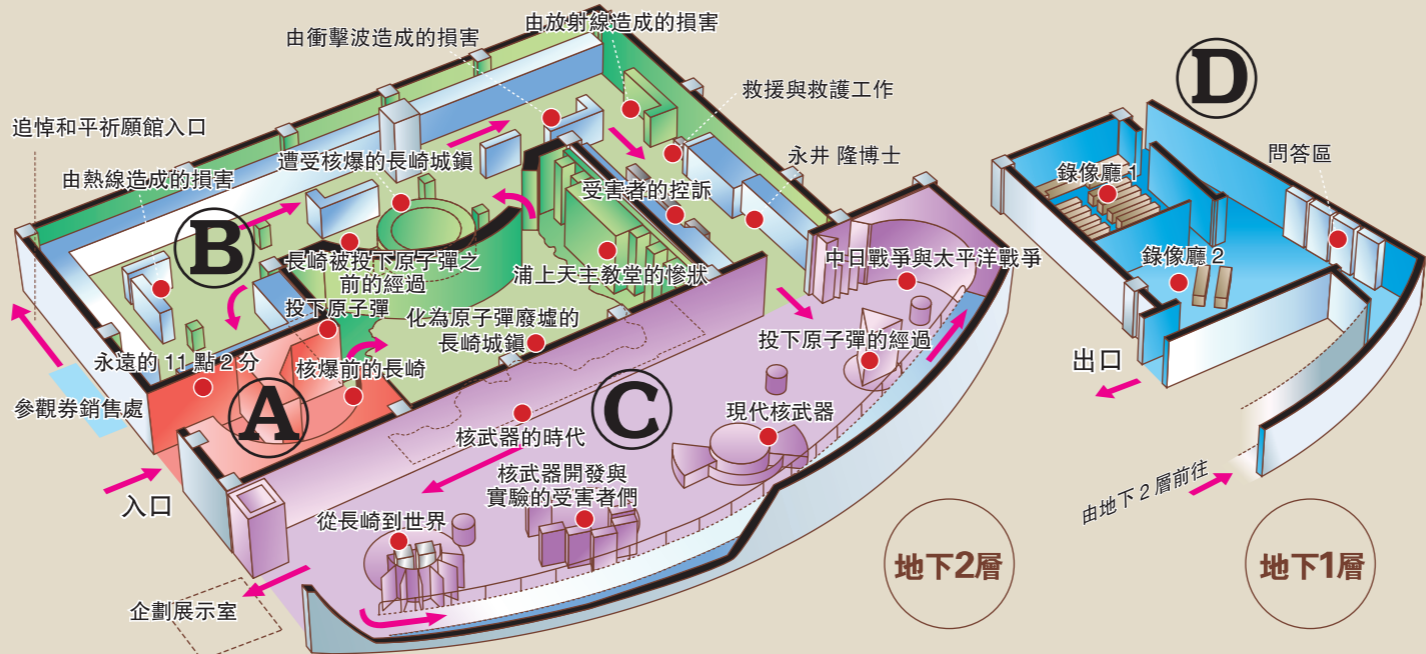 由衝擊波造成的損害
由放射線造成的損害
救援與救護工作
永井 隆博士
追悼和平祈願館入口
由熱線造成的損害
遭受核爆的長崎城鎮
受害者的控訴
B
長崎被投下原子彈之
前的經過
浦上天主教堂的慘狀
中日戰爭與太平洋戰爭
投下原子彈
化為原子彈廢墟的
長崎城鎮
投下原子彈的經過
永遠的 11 點 2 分
核爆前的長崎
參觀券銷售處
A
C
現代核武器
核武器的時代
入口
核武器開發與
實驗的受害者們
從長崎到世界
企劃展示室
地下2層
D
錄像廳 1
問答區
錄像廳 2
出口
由地下 2 層前往
地下1層